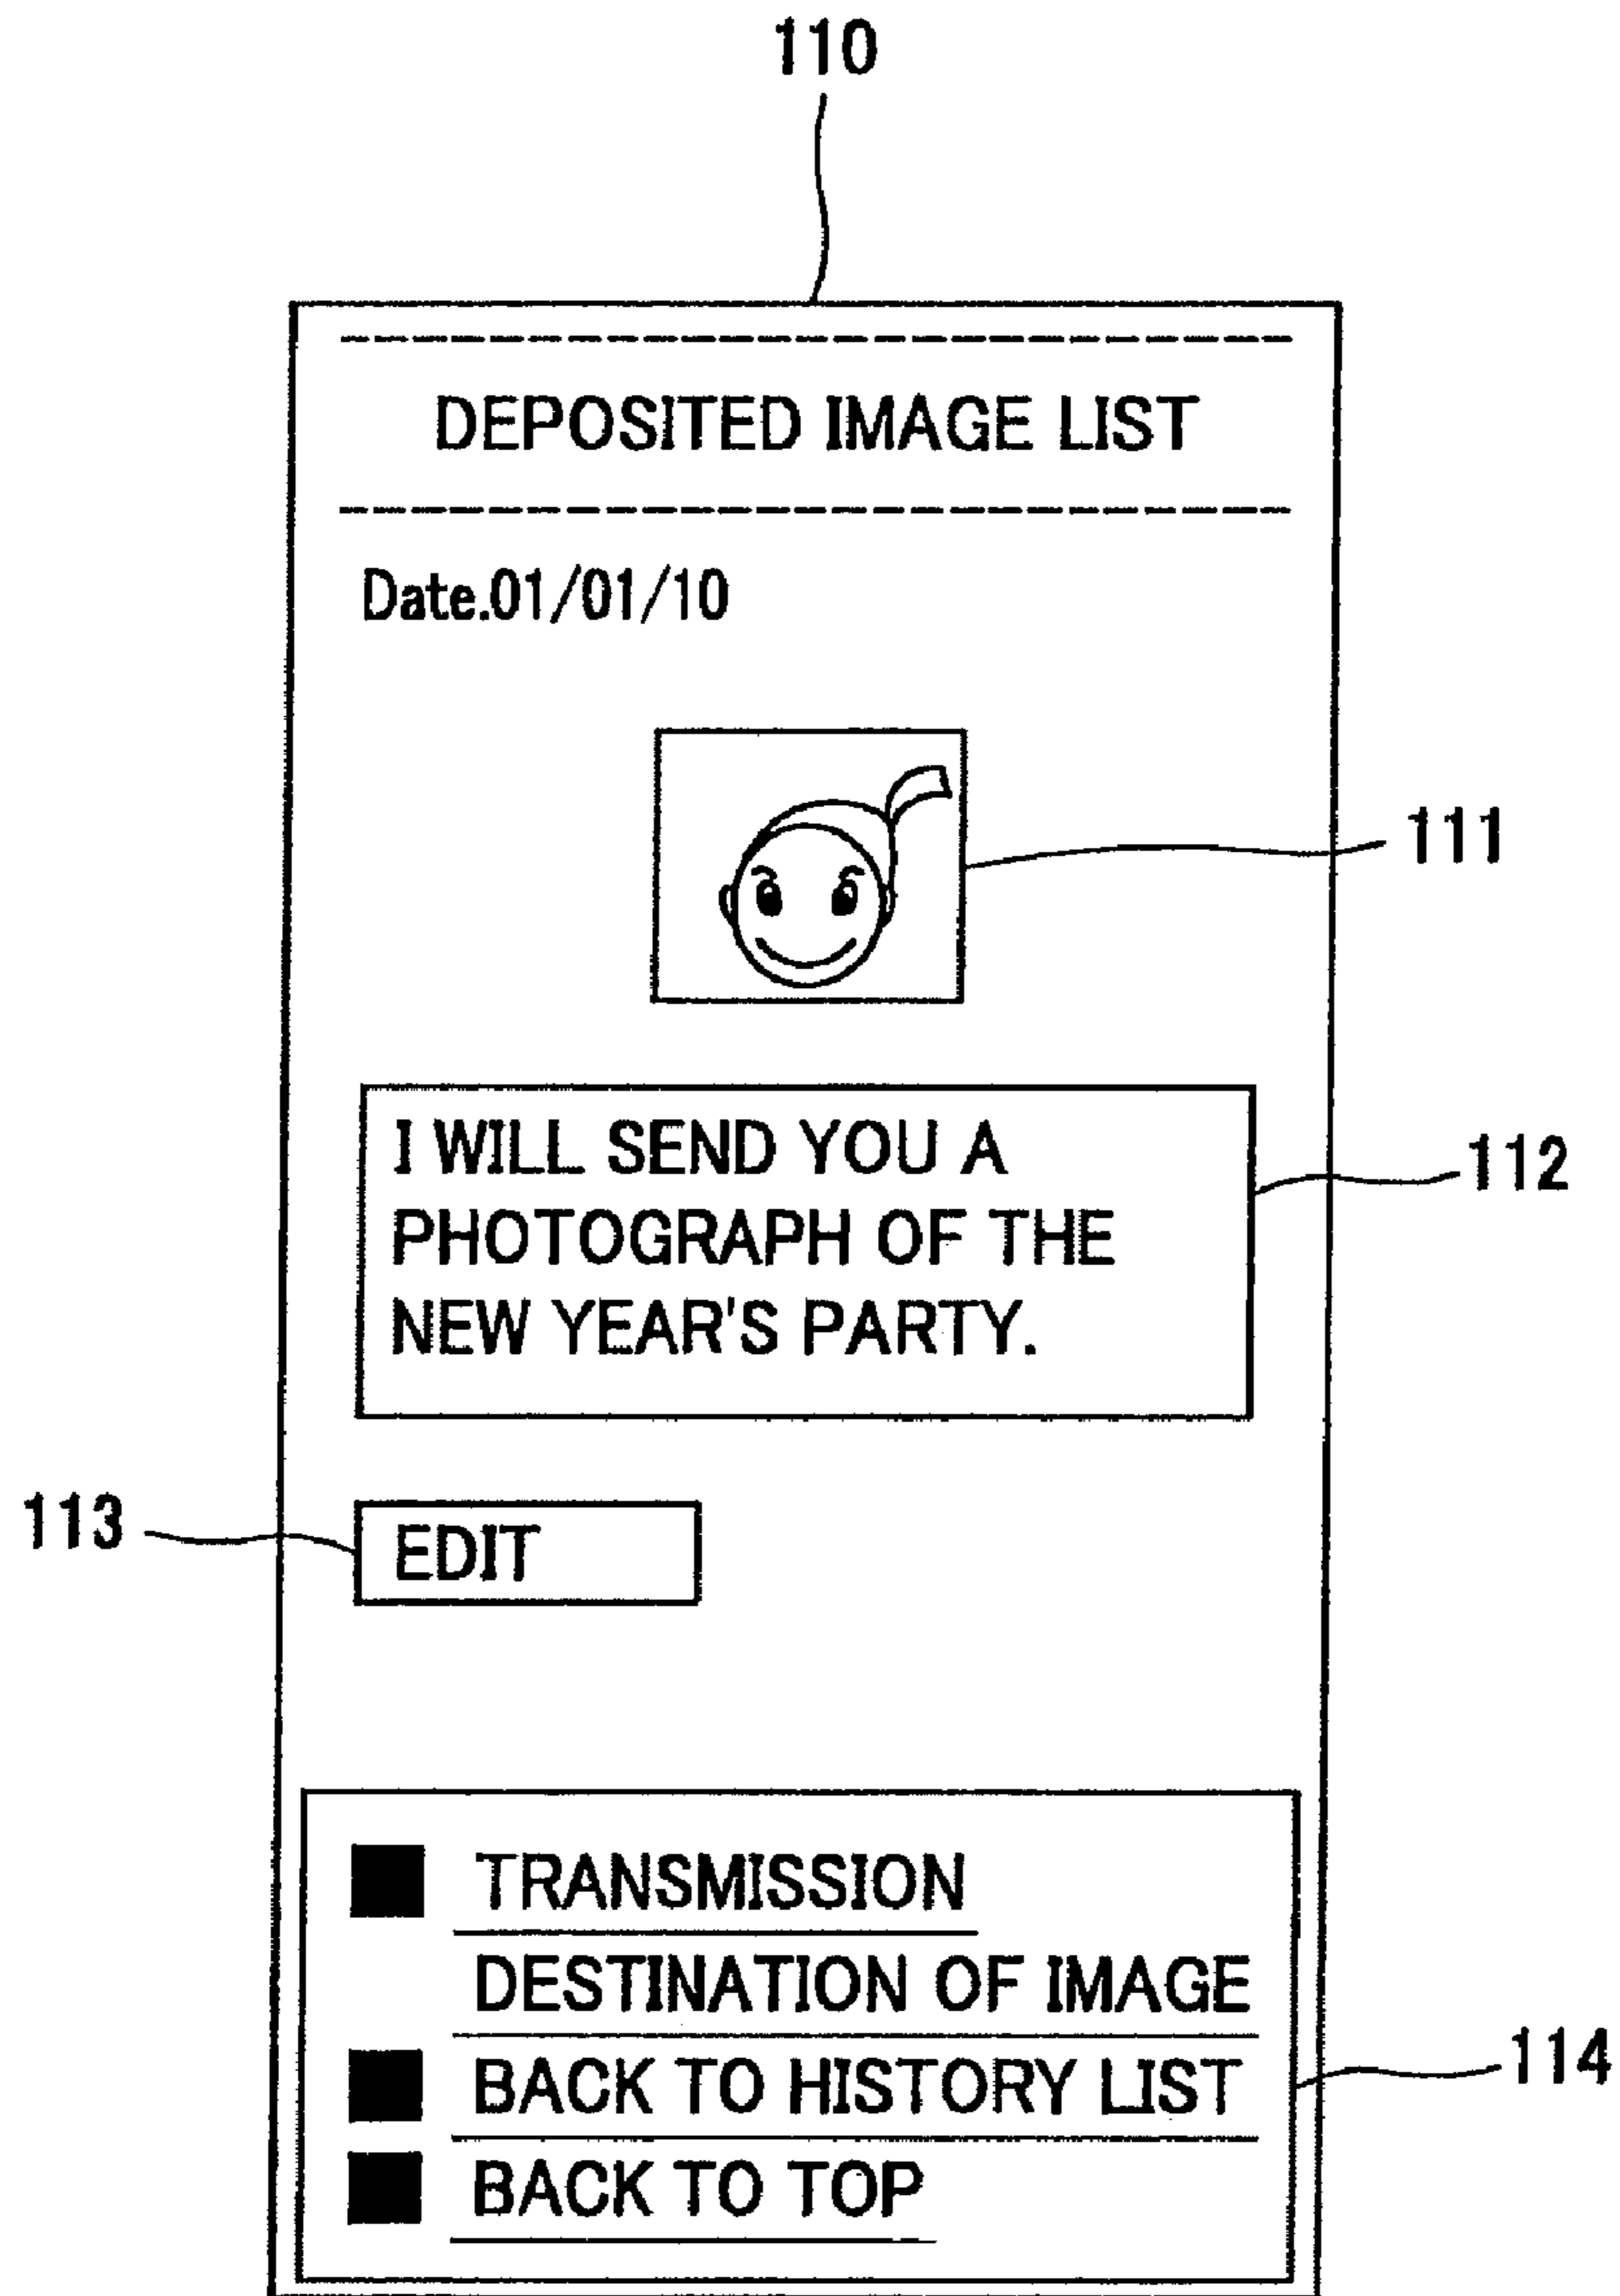 110
DEPOSITED IMAGE LIST
Date.01/01/10
111
I WILL SEND YOU A
PHOTOGRAPH OF THE
NEW YEAR'S PARTY.
112
113
EDIT
TRANSMISSION
DESTINATION OF IMAGE
BACK TO HISTORY LIST
BACK TO TOP
114